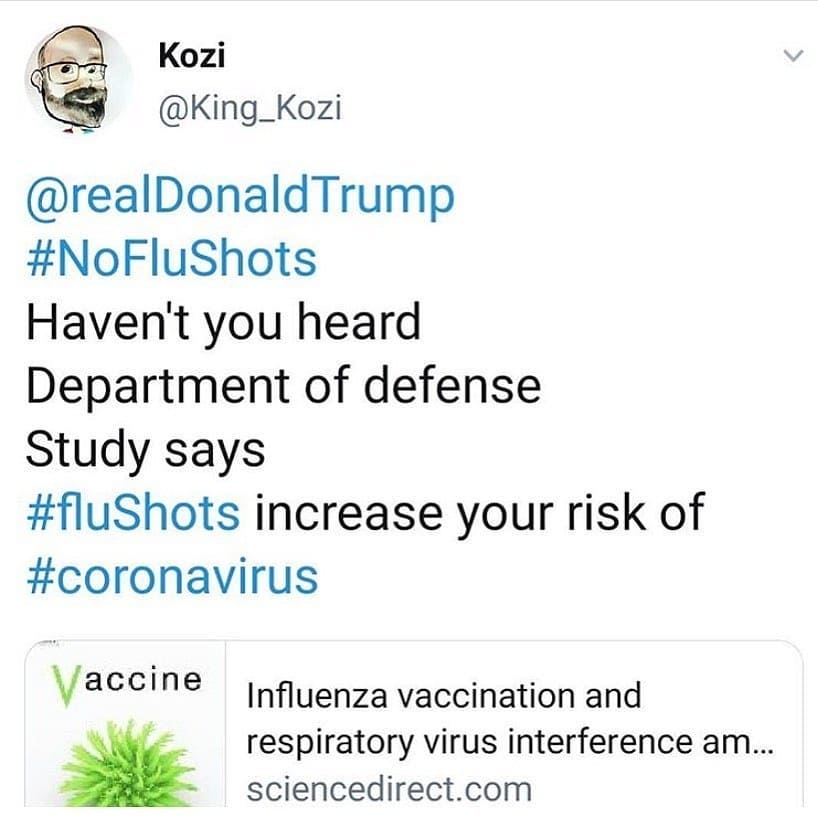 Kozi
@King_Kozi
@realDonaldTrump
#NoFluShots
Haven't you heard
Department of defense
Study says
#fluShots increase your risk of
#coronavirus
Vaccine
Influenza vaccination and
respiratory virus interference am...
sciencedirect.com